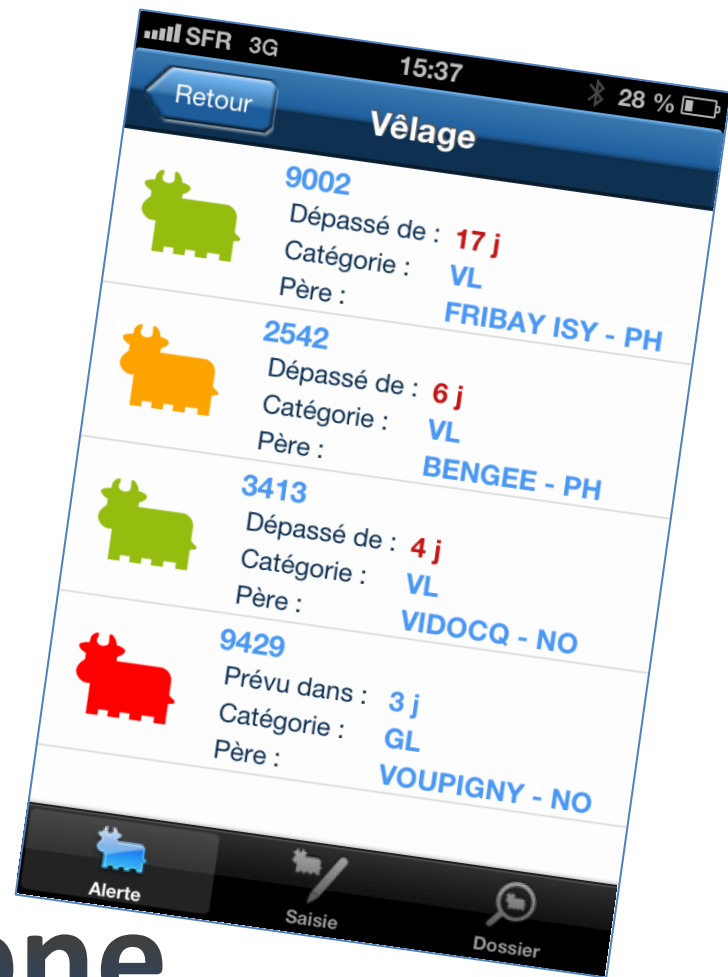 SFR 3G 15:37 28 %
Retour Vêlage
9002
Dépassé de : 17 j
Catégorie : VL
Père : FRIBAY ISY - PH
2542
Dépassé de : 6 j
Catégorie : VL
Père : BENGEE - PH
3413
Dépassé de : 4 j
Catégorie : VL
Père : VIDOCQ - NO
9429
Prévu dans : 3 j
Catégorie : GL
Père : VOUPIGNY - NO
Alerte Saisie Dossier